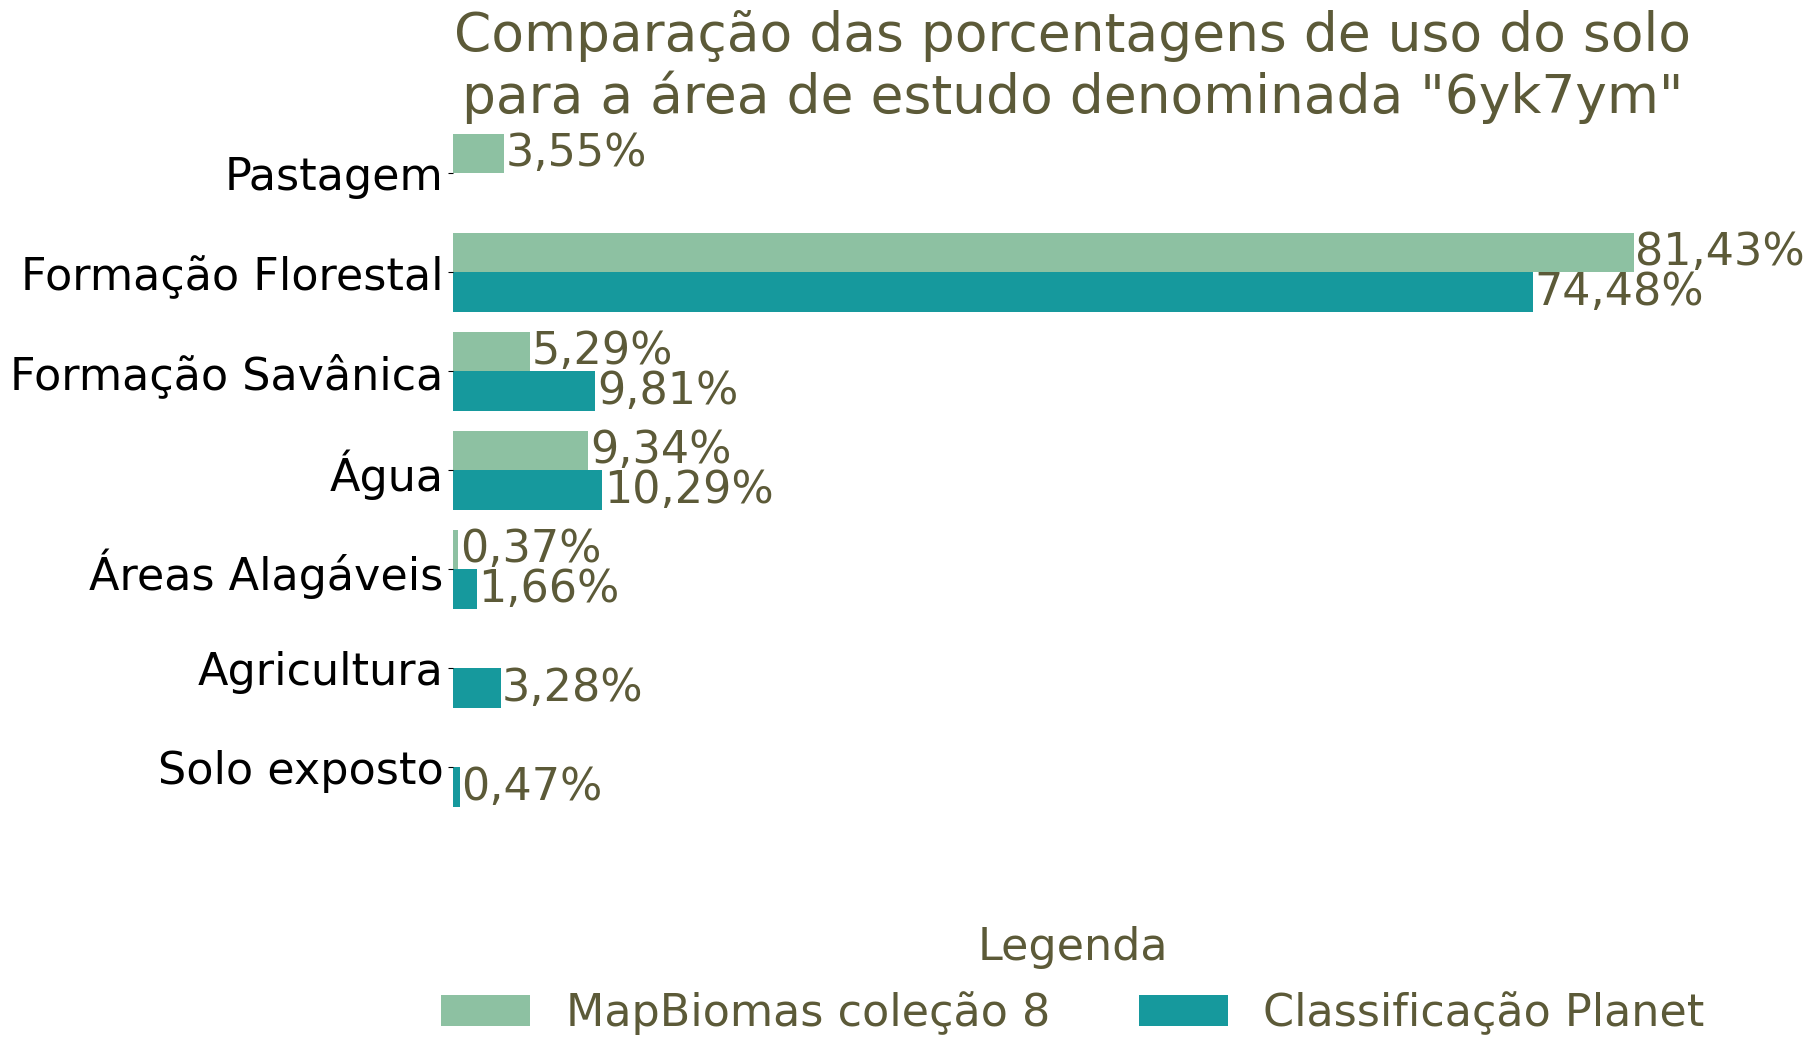 Comparação das porcentagens de uso do solo
para a área de estudo denominada "6yk7ym"
Pastagem
3,55%
Formação Florestal
81,43%
74,48%
Formação Savânica
5,29%
9,81%
Água
9,34%
10,29%
Áreas Alagáveis
0,37%
1,66%
Agricultura
3,28%
Solo exposto
0,47%
Legenda
MapBiomas coleção 8
Classificação Planet